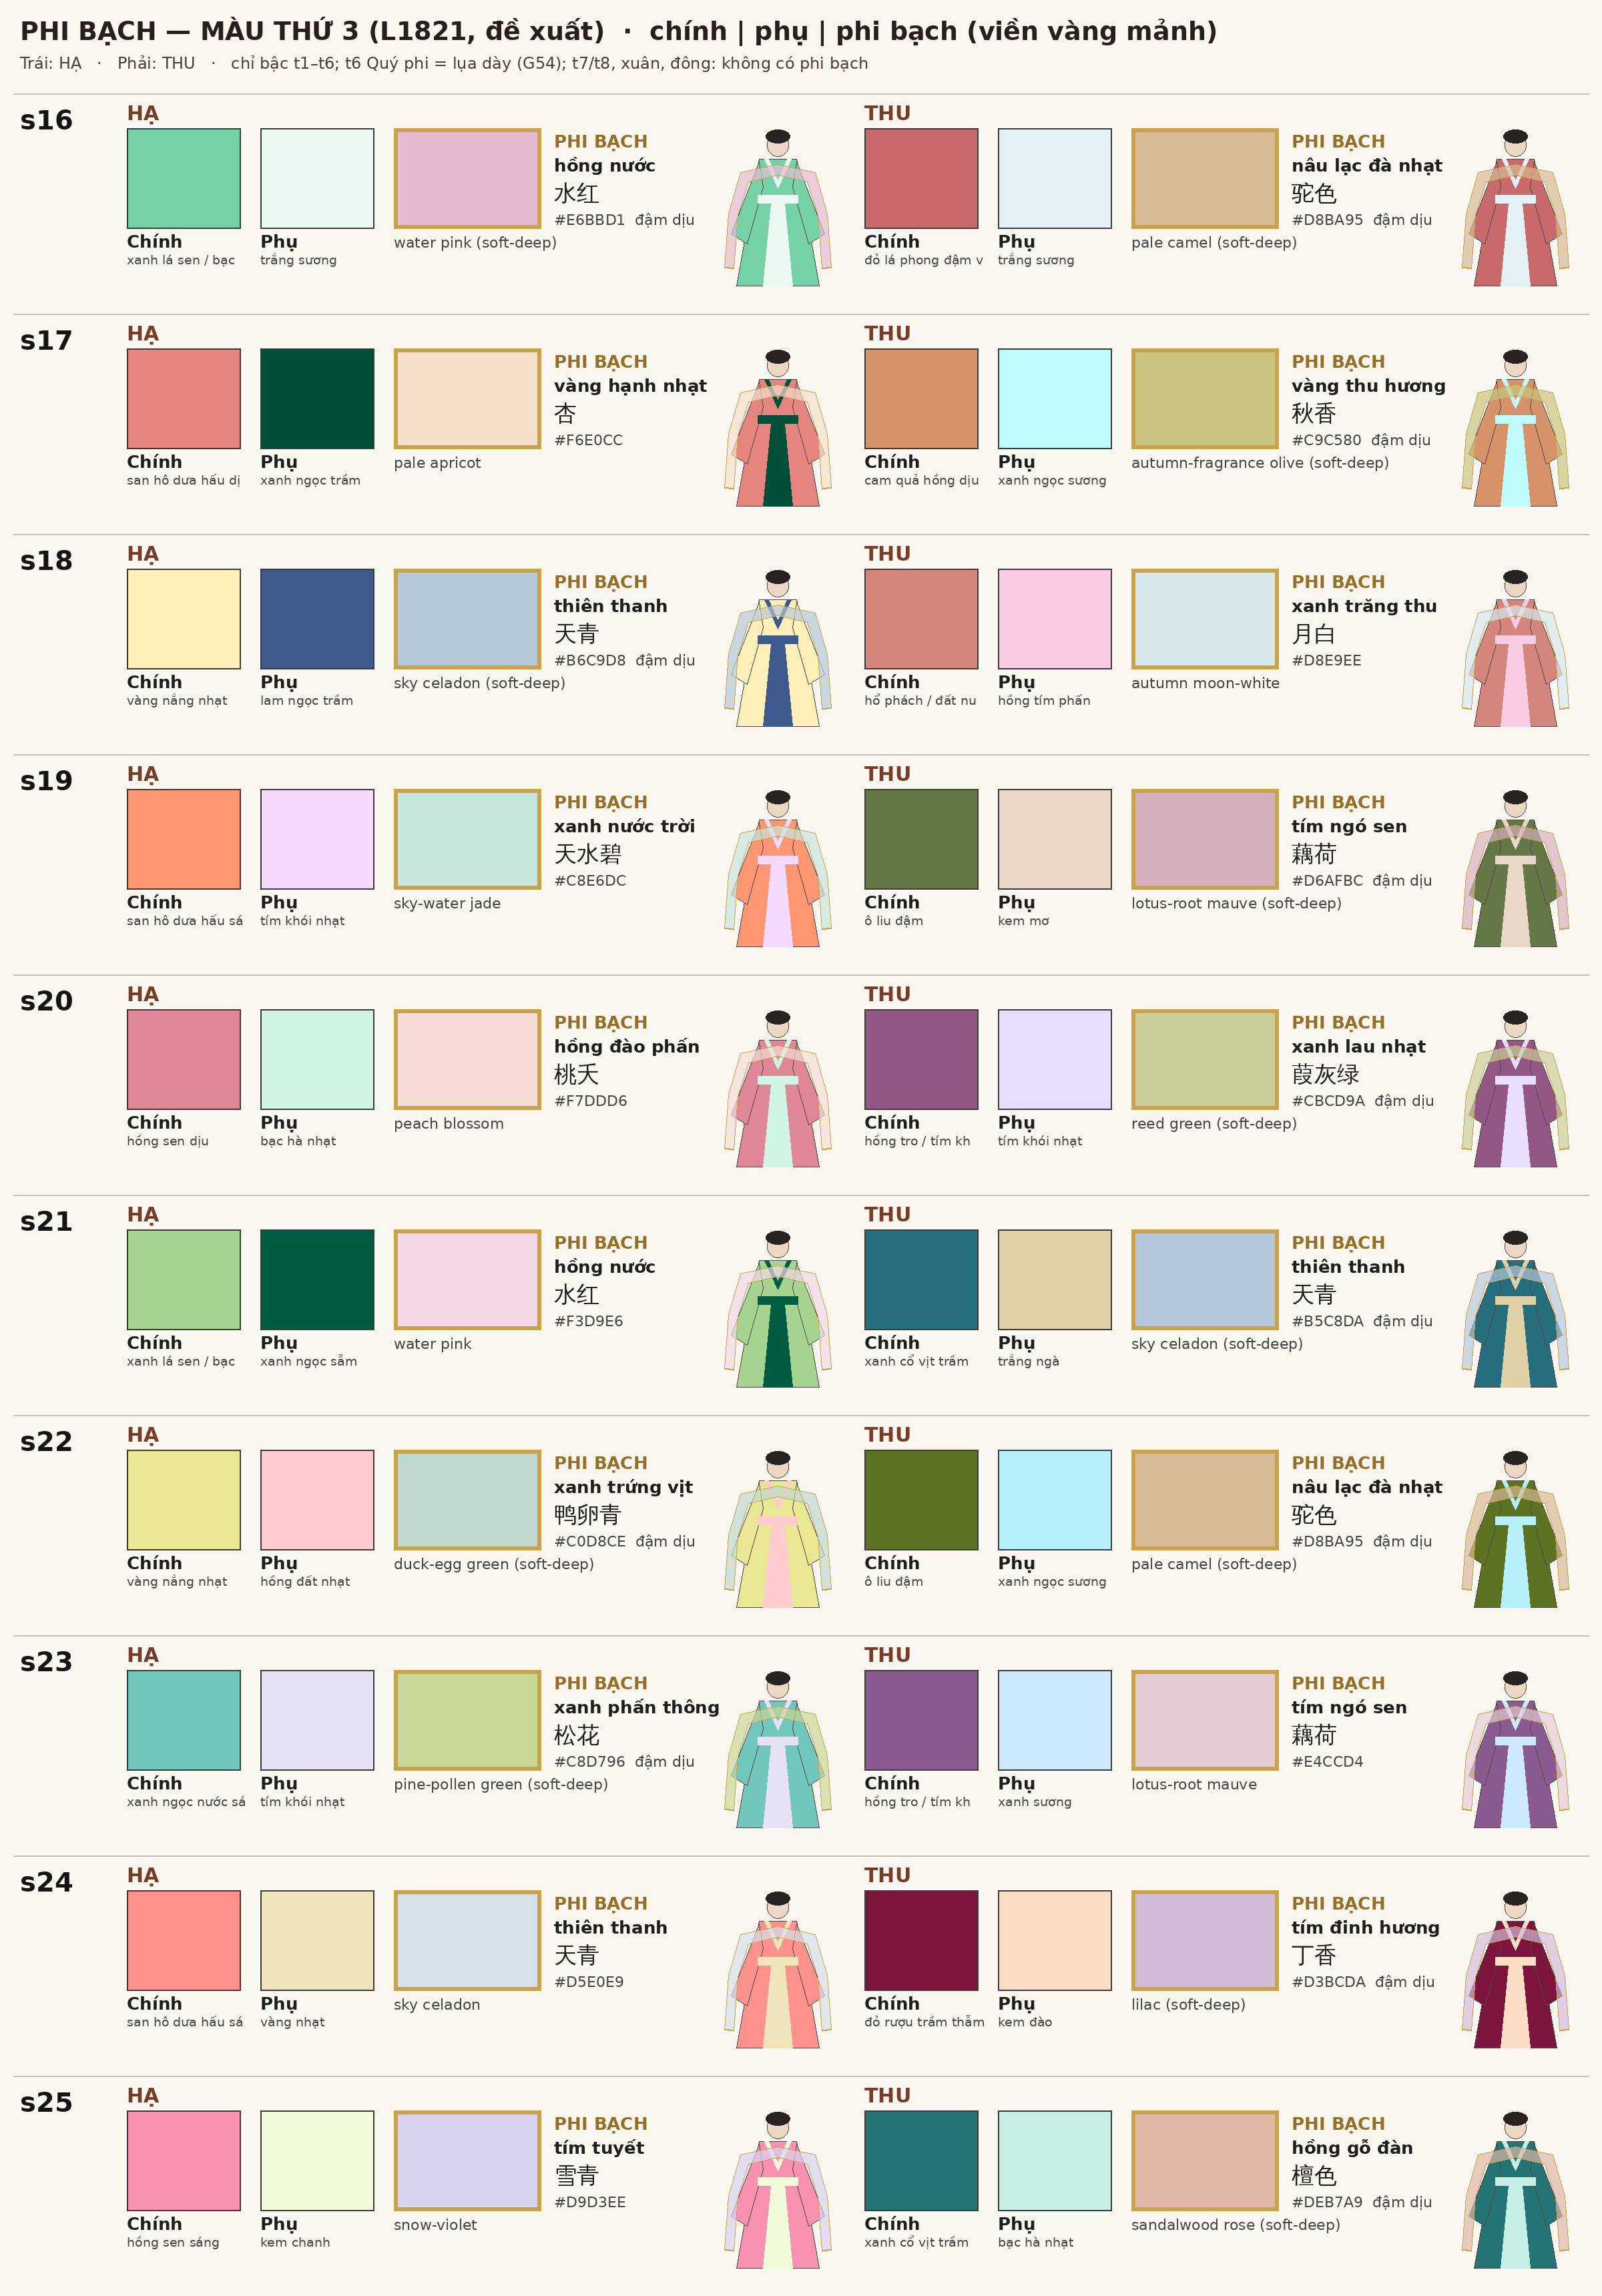 PHI BẠCH — MÀU THỨ 3 (L1821, đề xuất)  ·  chính | phụ | phi bạch (viền vàng mảnh)
Trái: HẠ  ·  Phải: THU  ·  chỉ bậc t1–t6; t6 Quý phi = lụa dày (G54); t7/t8, xuân, đông: không có phi bạch
s16
HẠ
PHI BẠCH
hồng nước
水红
#E6BBD1  đậm dịu
Chính
xanh lá sen / bạc
Phụ
trắng sương
water pink (soft-deep)
THU
PHI BẠCH
nâu lạc đà nhạt
驼色
#D8BA95  đậm dịu
Chính
đỏ lá phong đậm v
Phụ
trắng sương
pale camel (soft-deep)
s17
HẠ
PHI BẠCH
vàng hạnh nhạt
杏
#F6E0CC
Chính
san hô dưa hấu dị
Phụ
xanh ngọc trầm
pale apricot
THU
PHI BẠCH
vàng thu hương
秋香
#C9C580  đậm dịu
Chính
cam quả hồng dịu
Phụ
xanh ngọc sương
autumn-fragrance olive (soft-deep)
s18
HẠ
PHI BẠCH
thiên thanh
天青
#B6C9D8  đậm dịu
Chính
vàng nắng nhạt
Phụ
lam ngọc trầm
sky celadon (soft-deep)
THU
PHI BẠCH
xanh trăng thu
月白
#D8E9EE
Chính
hổ phách / đất nu
Phụ
hồng tím phấn
autumn moon-white
s19
HẠ
PHI BẠCH
xanh nước trời
天水碧
#C8E6DC
Chính
san hô dưa hấu sá
Phụ
tím khói nhạt
sky-water jade
THU
PHI BẠCH
tím ngó sen
藕荷
#D6AFBC  đậm dịu
Chính
ô liu đậm
Phụ
kem mơ
lotus-root mauve (soft-deep)
s20
HẠ
PHI BẠCH
hồng đào phấn
桃夭
#F7DDD6
Chính
hồng sen dịu
Phụ
bạc hà nhạt
peach blossom
THU
PHI BẠCH
xanh lau nhạt
葭灰绿
#CBCD9A  đậm dịu
Chính
hồng tro / tím kh
Phụ
tím khói nhạt
reed green (soft-deep)
s21
HẠ
PHI BẠCH
hồng nước
水红
#F3D9E6
Chính
xanh lá sen / bạc
Phụ
xanh ngọc sẫm
water pink
THU
PHI BẠCH
thiên thanh
天青
#B5C8DA  đậm dịu
Chính
xanh cổ vịt trầm
Phụ
trắng ngà
sky celadon (soft-deep)
s22
HẠ
PHI BẠCH
xanh trứng vịt
鸭卵青
#C0D8CE  đậm dịu
Chính
vàng nắng nhạt
Phụ
hồng đất nhạt
duck-egg green (soft-deep)
THU
PHI BẠCH
nâu lạc đà nhạt
驼色
#D8BA95  đậm dịu
Chính
ô liu đậm
Phụ
xanh ngọc sương
pale camel (soft-deep)
s23
HẠ
PHI BẠCH
xanh phấn thông
松花
#C8D796  đậm dịu
Chính
xanh ngọc nước sá
Phụ
tím khói nhạt
pine-pollen green (soft-deep)
THU
PHI BẠCH
tím ngó sen
藕荷
#E4CCD4
Chính
hồng tro / tím kh
Phụ
xanh sương
lotus-root mauve
s24
HẠ
PHI BẠCH
thiên thanh
天青
#D5E0E9
Chính
san hô dưa hấu sá
Phụ
vàng nhạt
sky celadon
THU
PHI BẠCH
tím đinh hương
丁香
#D3BCDA  đậm dịu
Chính
đỏ rượu trầm thẫm
Phụ
kem đào
lilac (soft-deep)
s25
HẠ
PHI BẠCH
tím tuyết
雪青
#D9D3EE
Chính
hồng sen sáng
Phụ
kem chanh
snow-violet
THU
PHI BẠCH
hồng gỗ đàn
檀色
#DEB7A9  đậm dịu
Chính
xanh cổ vịt trầm
Phụ
bạc hà nhạt
sandalwood rose (soft-deep)